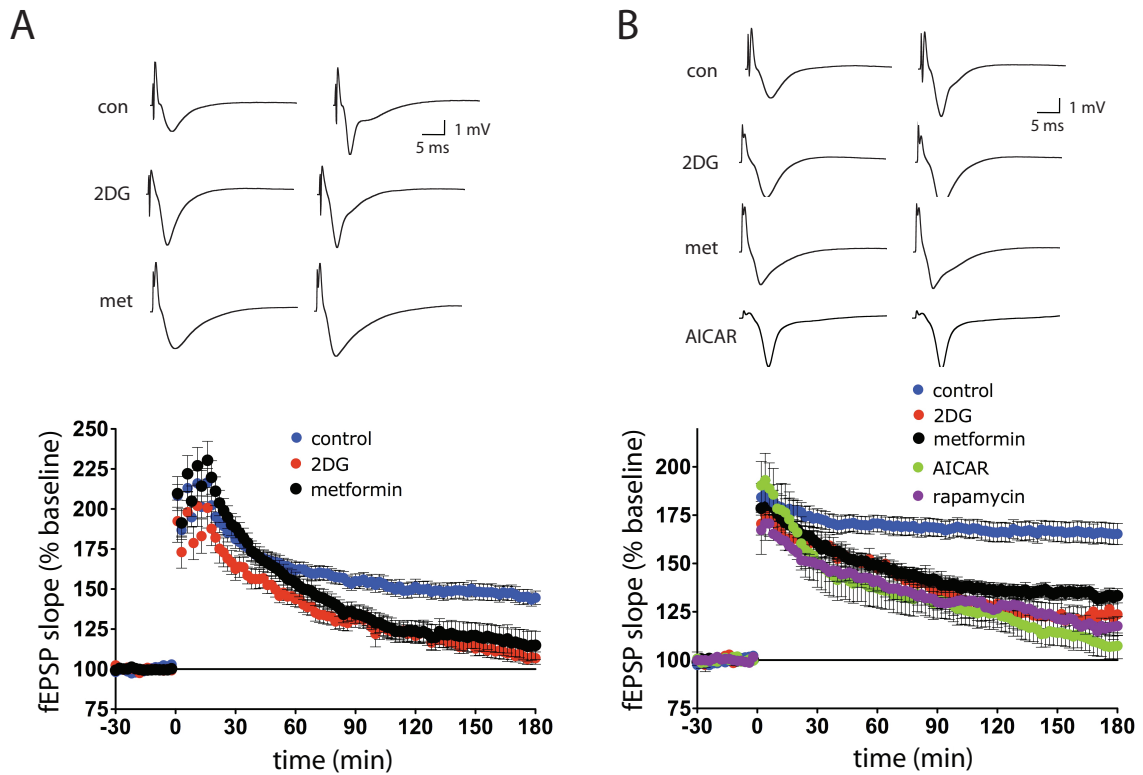 A
con
1 mV
5 ms
2DG
met
250
225
200
175
150
125
100
75
fEPSP slope (% baseline)
control
2DG
metformin
-30 0 30 60 90 120 150 180
time (min)
B
con
1 mV
5 ms
2DG
met
AICAR
control
2DG
metformin
AICAR
rapamycin
200
175
150
125
100
75
fEPSP slope (% baseline)
-30 0 30 60 90 120 150 180
time (min)